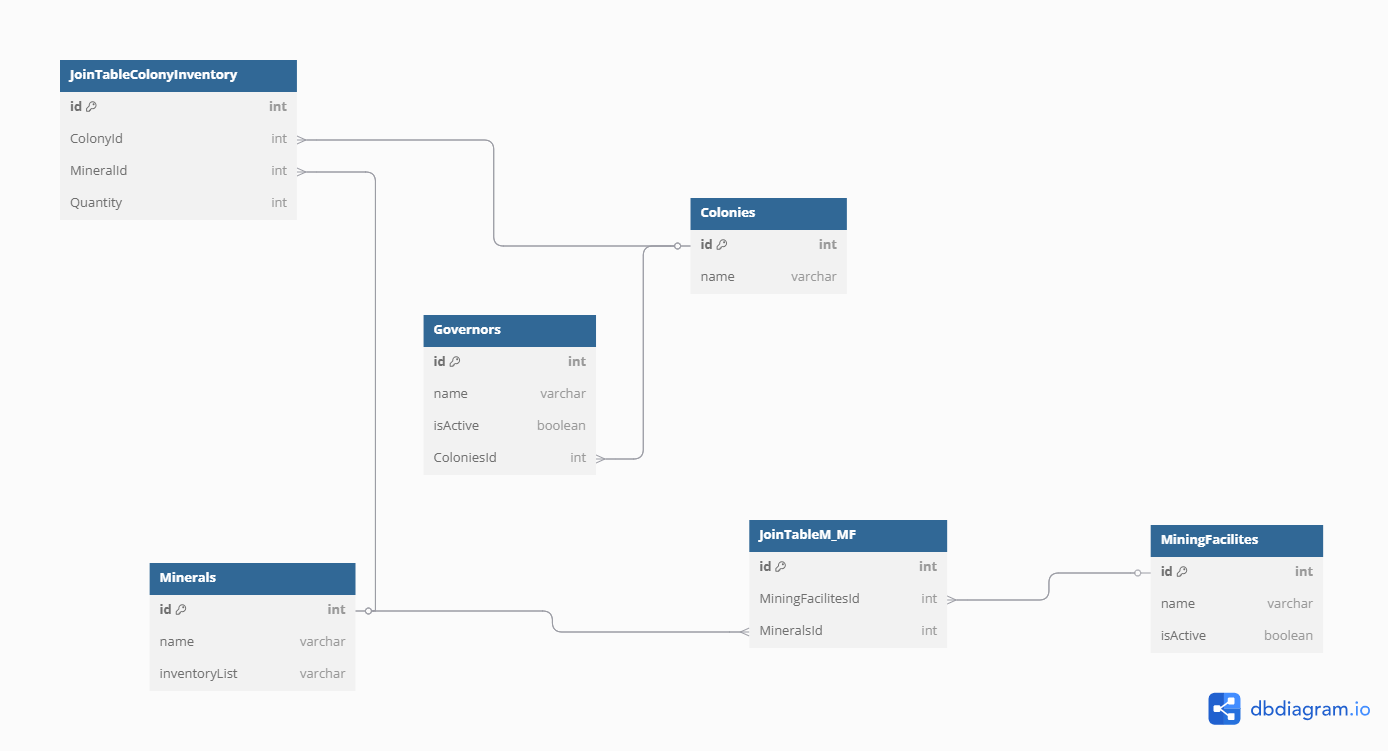 JoinTableColonyInventory
id int
ColonyId int
MineralId int
Quantity int
Colonies
id int
name varchar
Governors
id int
name varchar
isActive boolean
ColoniesId int
JoinTableM_MF
id int
MiningFacilitesId int
MineralsId int
MiningFacilites
id int
name varchar
isActive boolean
Minerals
id int
name varchar
inventoryList varchar
dbdiagram.io